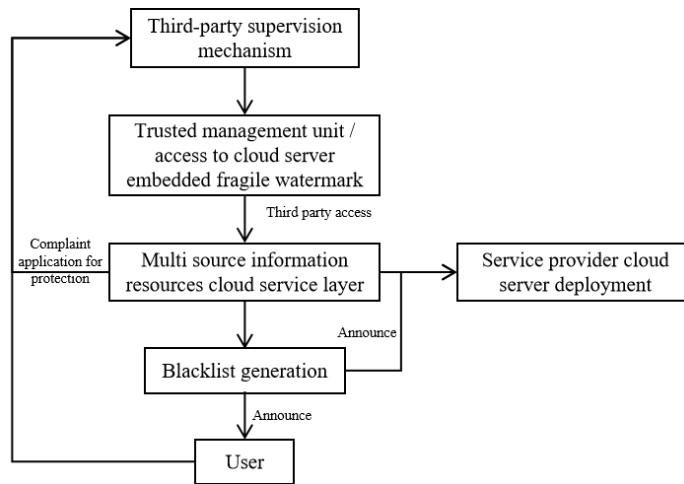 Third-party supervision
mechanism
Trusted management unit /
access to cloud server
embedded fragile watermark
Third party access
Complaint
application for
protection
Multi source information
resources cloud service layer
Service provider cloud
server deployment
Announce
Blacklist generation
Announce
User